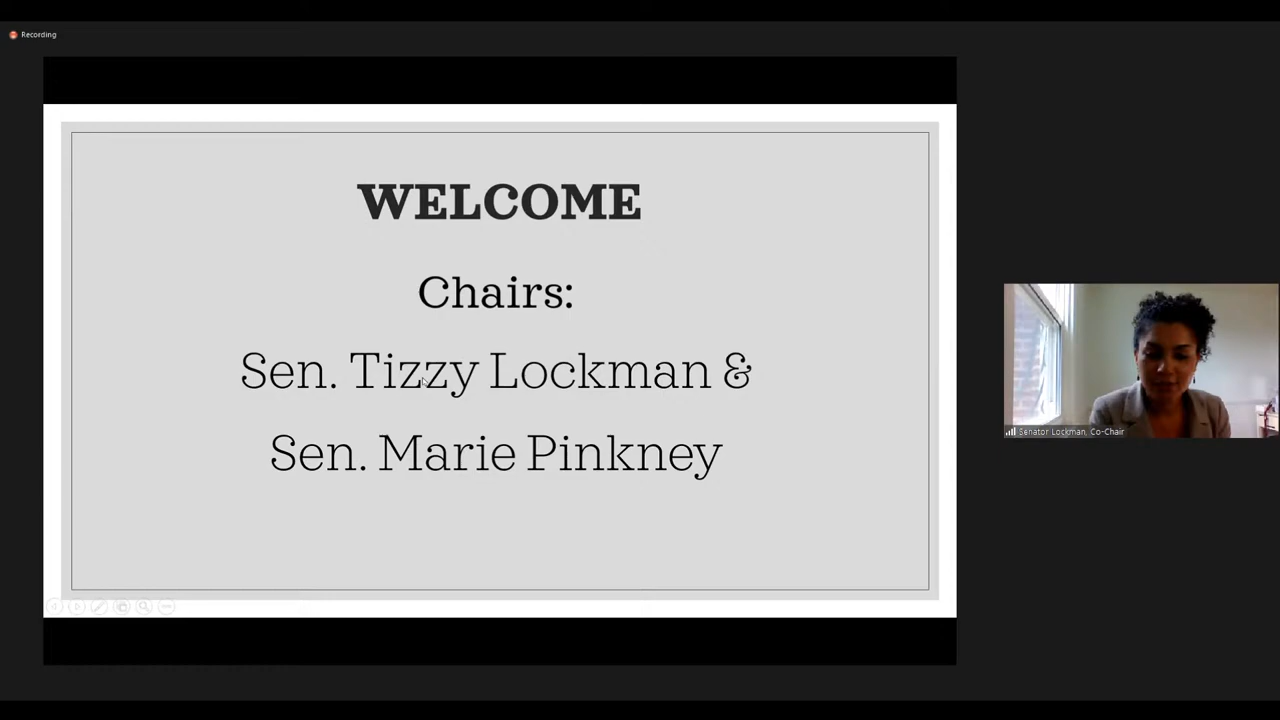 Recording
WELCOME
Chairs:
Sen. Tizzy Lockman &
Sen. Marie Pinkney
Senator Lockman, Co-Chair